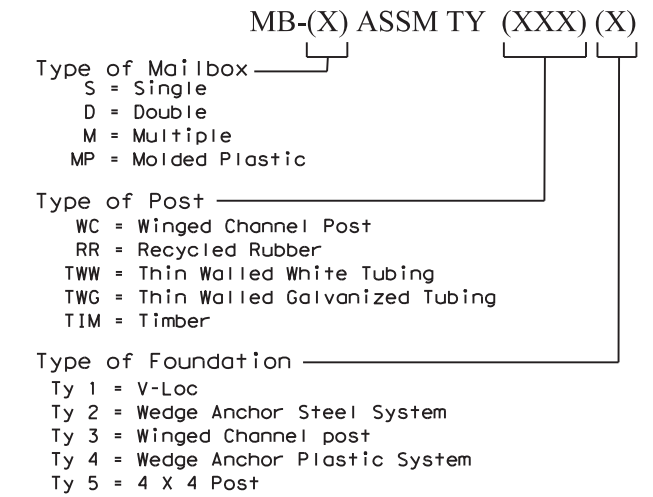 MB-(X) ASSM TY (XXX) (X)
Type of Mailbox
S = Single
D = Double
M = Multiple
MP = Molded Plastic
Type of Post
WC = Winged Channel Post
RR = Recycled Rubber
TWW = Thin Walled White Tubing
TWG = Thin Walled Galvanized Tubing
TIM = Timber
Type of Foundation
Ty 1 = V-Loc
Ty 2 = Wedge Anchor Steel System
Ty 3 = Winged Channel post
Ty 4 = Wedge Anchor Plastic System
Ty 5 = 4 X 4 Post